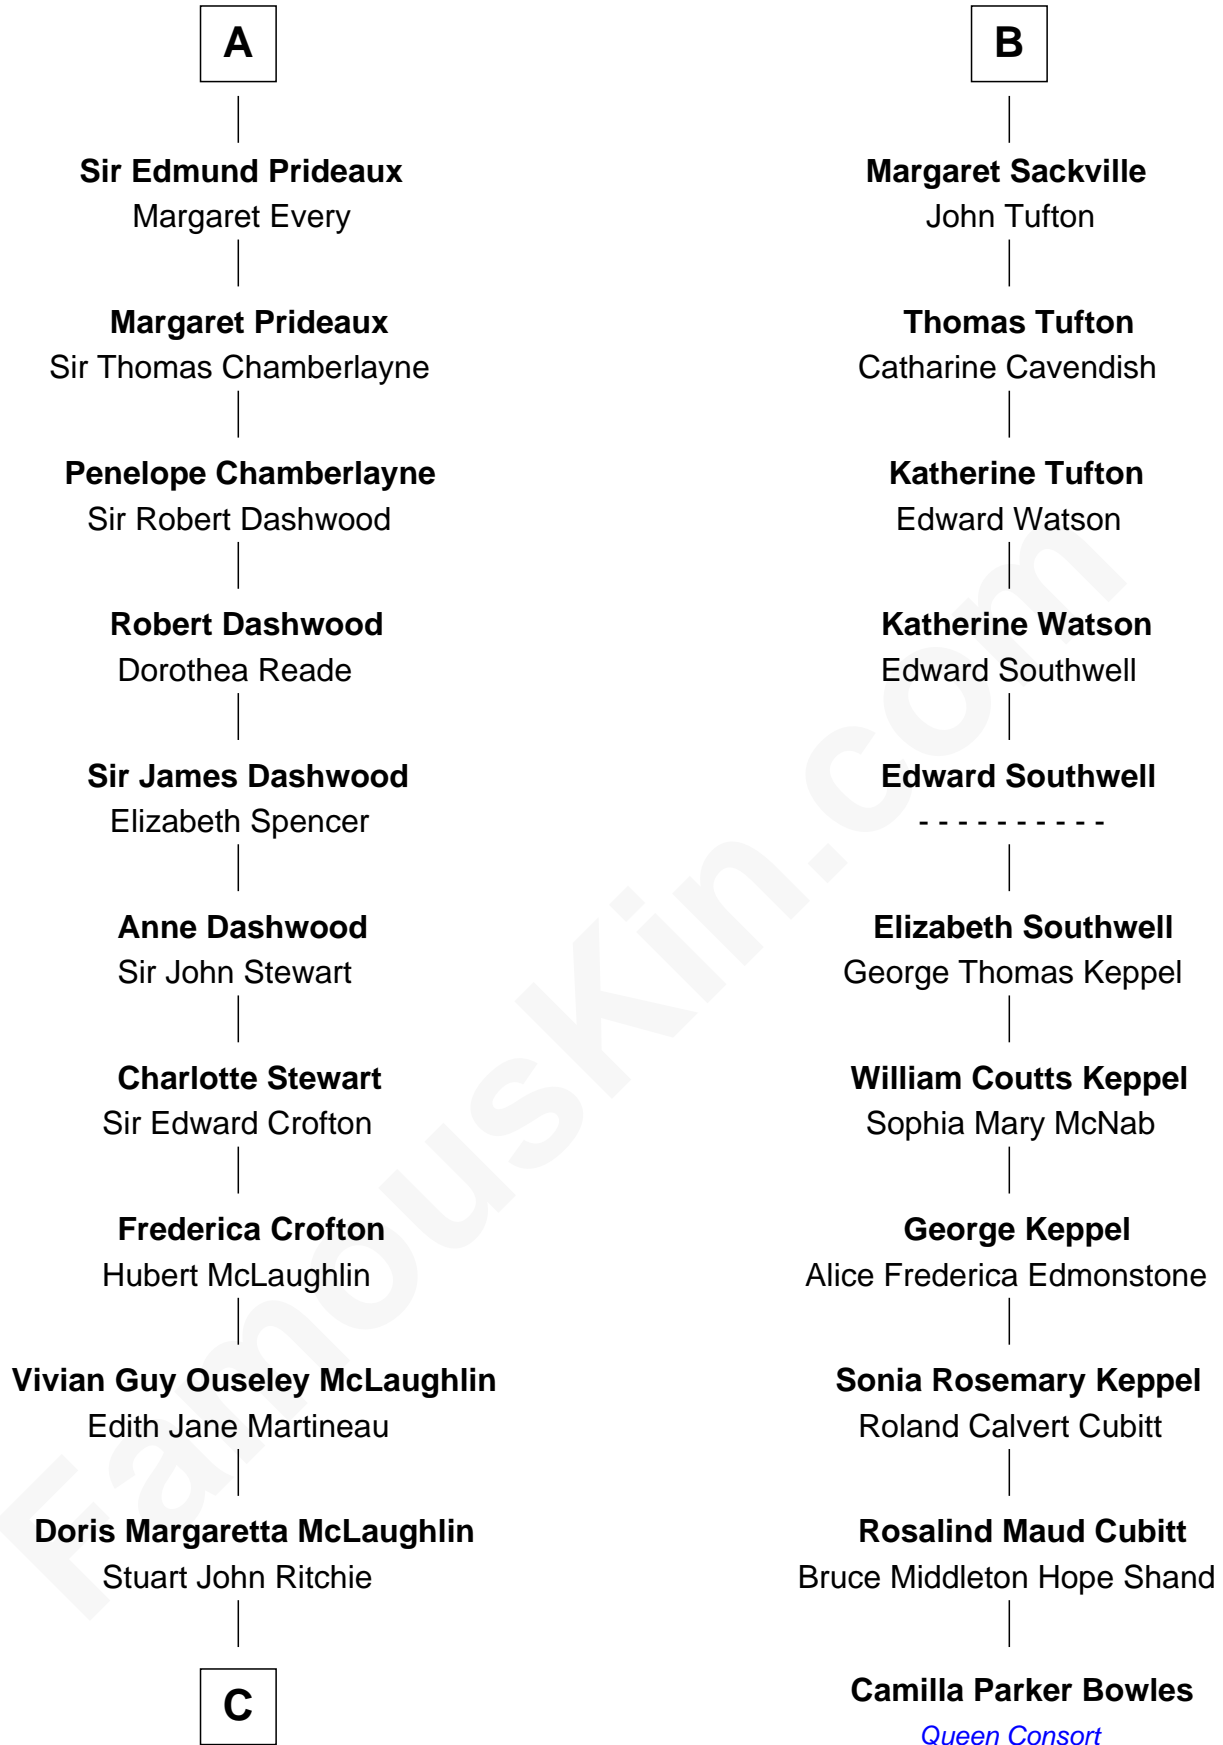 A
Sir Edmund Prideaux
Margaret Every
Margaret Prideaux
Sir Thomas Chamberlayne
Penelope Chamberlayne
Sir Robert Dashwood
Robert Dashwood
Dorothea Reade
Sir James Dashwood
Elizabeth Spencer
Anne Dashwood
Sir John Stewart
Charlotte Stewart
Sir Edward Crofton
Frederica Crofton
Hubert McLaughlin
Vivian Guy Ouseley McLaughlin
Edith Jane Martineau
Doris Margaretta McLaughlin
Stuart John Ritchie
C
B
Margaret Sackville
John Tufton
Thomas Tufton
Catharine Cavendish
Katherine Tufton
Edward Watson
Katherine Watson
Edward Southwell
Edward Southwell
- - - - - - - - - -
Elizabeth Southwell
George Thomas Keppel
William Coutts Keppel
Sophia Mary McNab
George Keppel
Alice Frederica Edmonstone
Sonia Rosemary Keppel
Roland Calvert Cubitt
Rosalind Maud Cubitt
Bruce Middleton Hope Shand
Camilla Parker Bowles
Queen Consort
FamousKin.com